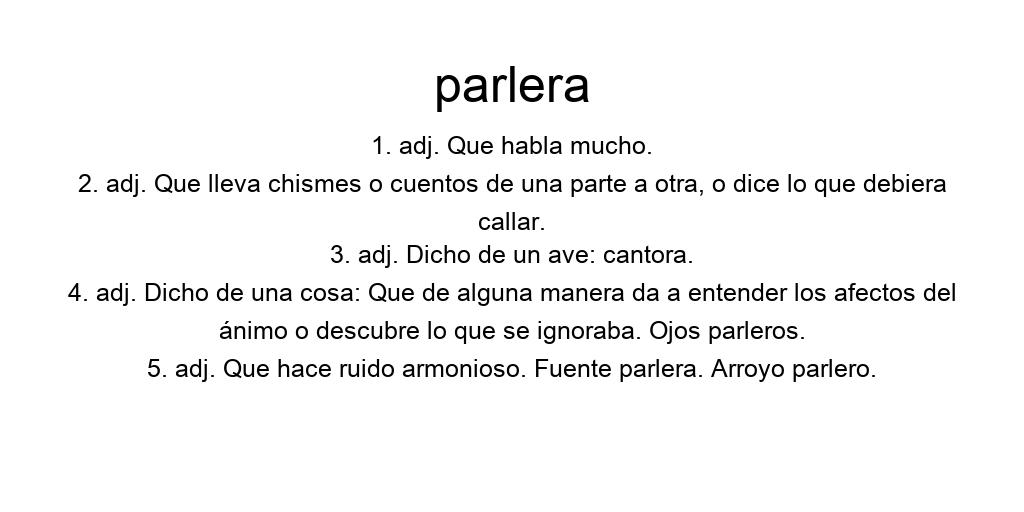 parlera
1. adj. Que habla mucho.
2. adj. Que lleva chismes o cuentos de una parte a otra, o dice lo que debiera
callar.
3. adj. Dicho de un ave: cantora.
4. adj. Dicho de una cosa: Que de alguna manera da a entender los afectos del
ánimo o descubre lo que se ignoraba. Ojos parleros.
5. adj. Que hace ruido armonioso. Fuente parlera. Arroyo parlero.